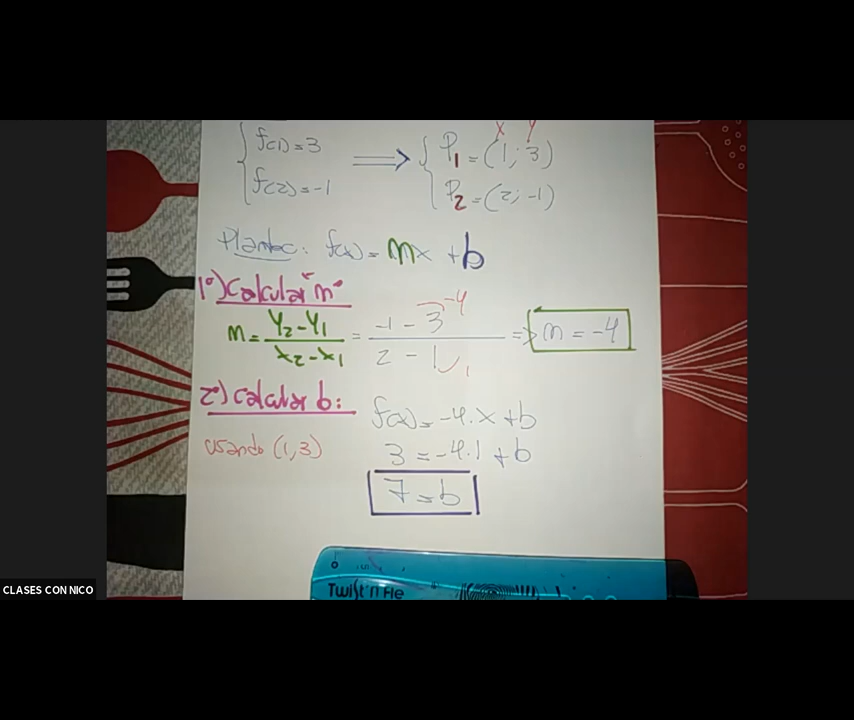 x y
f(1)=3 ⟹ P1=(1; 3)
f(2)=-1 P2=(2; -1)
Planteo: f(x)=mx+b
1°) Calcular "m"
m = Y2-Y1 / X2-X1 = -1-3 / 2-1 => m = -4
-4
1
2°) Calcular b:
f(x)=-4.x+b
usando (1,3)
3=-4.1+b
7=b
CLASES CON NICO
Twist'n Fle